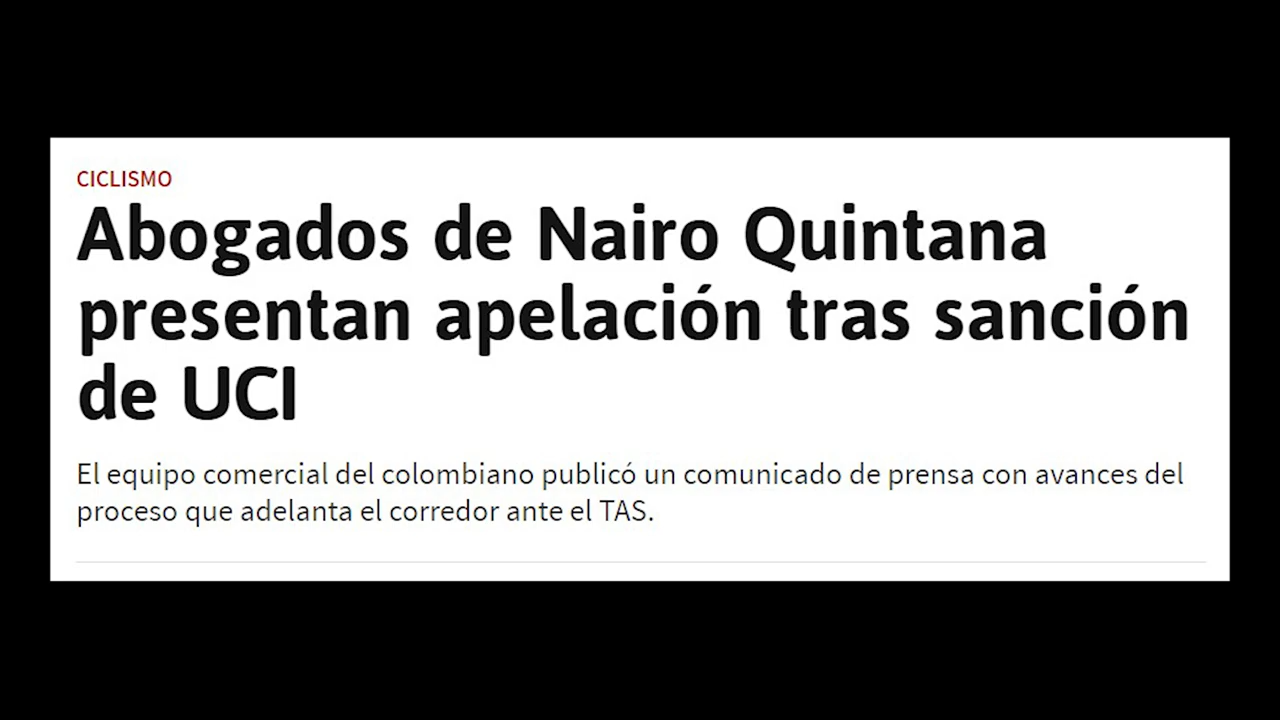 CICLISMO
Abogados de Nairo Quintana
presentan apelación tras sanción
de UCI
El equipo comercial del colombiano publicó un comunicado de prensa con avances del
proceso que adelanta el corredor ante el TAS.